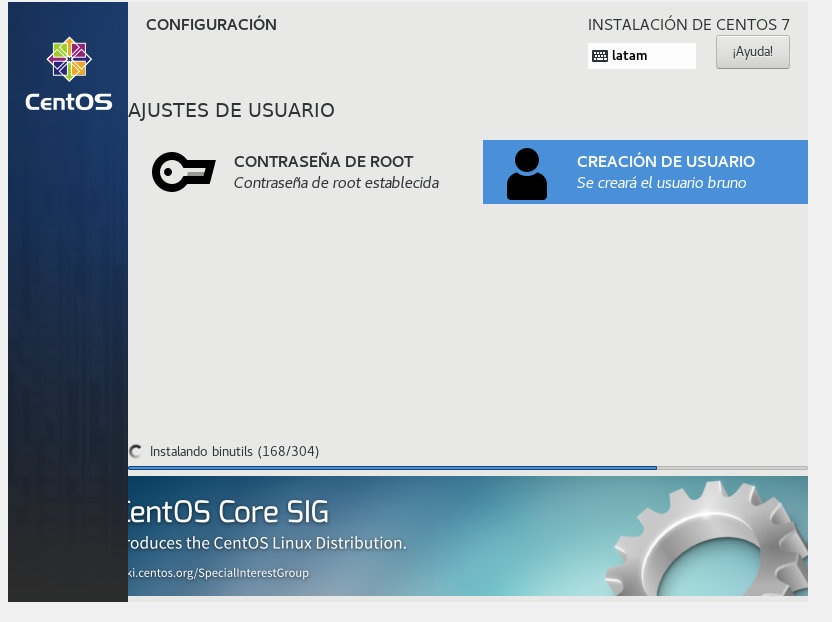 CentOS
CONFIGURACIÓN
INSTALACIÓN DE CENTOS 7
latam
¡Ayuda!
AJUSTES DE USUARIO
CONTRASEÑA DE ROOT
Contraseña de root establecida
CREACIÓN DE USUARIO
Se creará el usuario bruno
Instalando binutils (168/304)
CentOS Core SIG
roduces the CentOS Linux Distribution.
ki.centos.org/SpecialInterestGroup